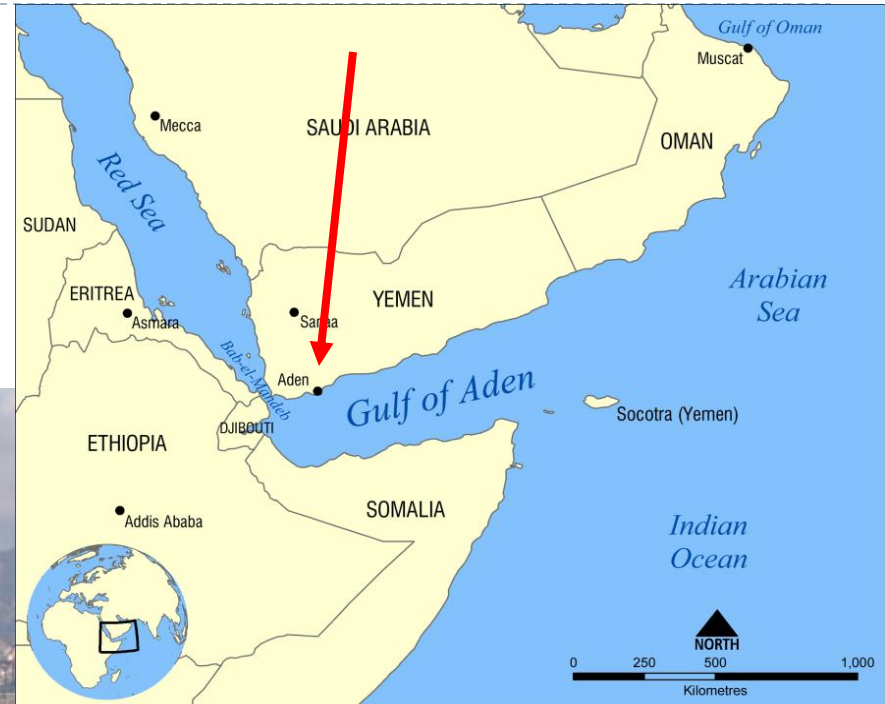 Gulf of Oman
Muscat
Mecca
SAUDI ARABIA
OMAN
Red Sea
SUDAN
Arabian
Sea
ERITREA
YEMEN
Asmara
Sanaa
Bab-el-Mandeb
Aden
Gulf of Aden
Socotra (Yemen)
DJIBOUTI
ETHIOPIA
SOMALIA
Addis Ababa
Indian
Ocean
NORTH
0 250 500 1,000
Kilometres